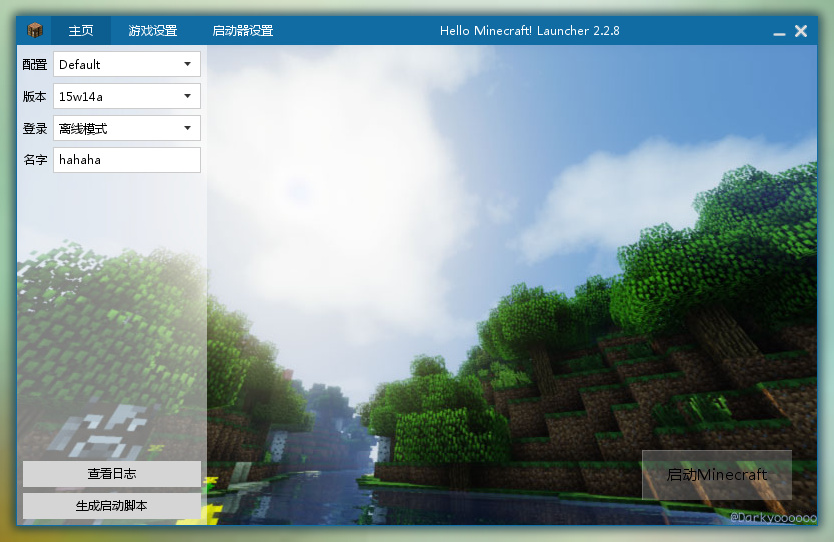 主页 游戏设置 启动器设置 Hello Minecraft! Launcher 2.2.8
配置 Default
版本 15w14a
登录 离线模式
名字 hahaha
查看日志
生成启动脚本
启动Minecraft
@Darkyoooooo